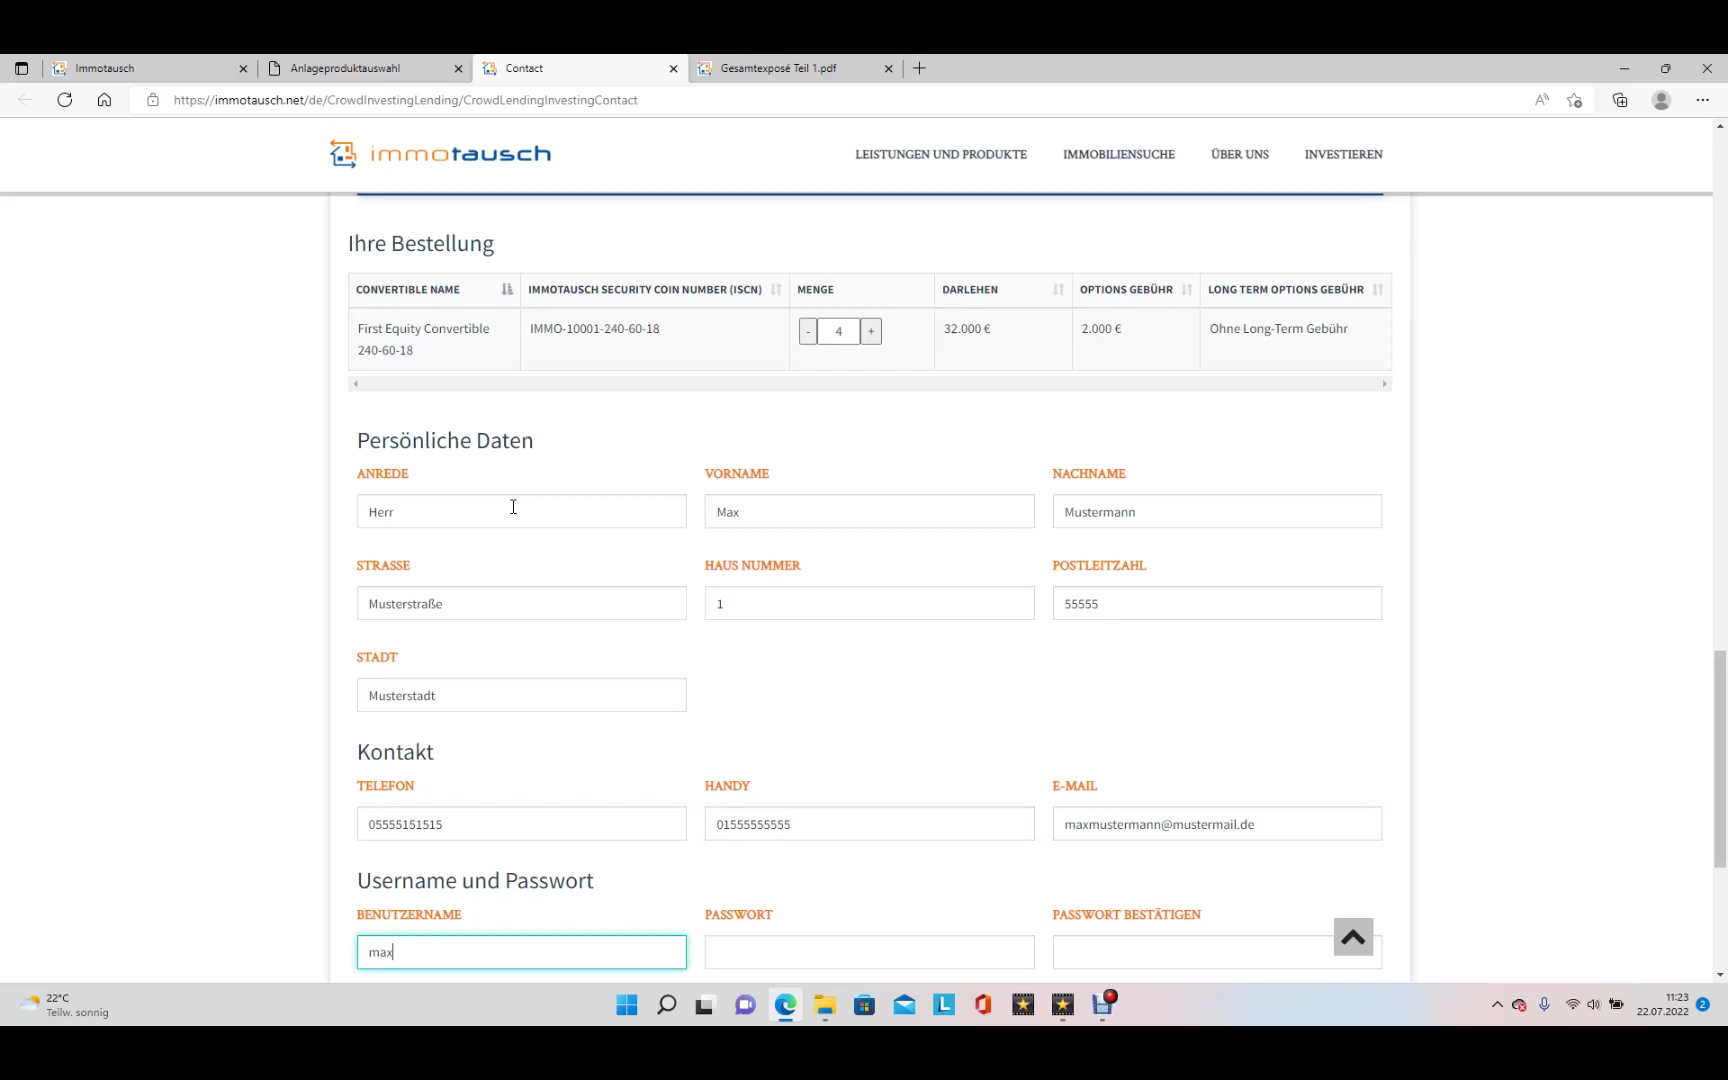 Immotausch
Anlageproduktauswahl
Contact
Gesamtexposé Teil 1.pdf
https://immotausch.net/de/CrowdInvestingLending/CrowdLendingInvestingContact
immotausch
LEISTUNGEN UND PRODUKTE
IMMOBILIENSUCHE
ÜBER UNS
INVESTIEREN
Ihre Bestellung
CONVERTIBLE NAME
IMMOTAUSCH SECURITY COIN NUMBER (ISCN)
MENGE
DARLEHEN
OPTIONS GEBÜHR
LONG TERM OPTIONS GEBÜHR
First Equity Convertible
240-60-18
IMMO-10001-240-60-18
- 4 +
32.000 €
2.000 €
Ohne Long-Term Gebühr
Persönliche Daten
ANREDE
VORNAME
NACHNAME
Herr
Max
Mustermann
STRASSE
HAUS NUMMER
POSTLEITZAHL
Musterstraße
1
55555
STADT
Musterstadt
Kontakt
TELEFON
HANDY
E-MAIL
05555151515
01555555555
maxmustermann@mustermail.de
Username und Passwort
BENUTZERNAME
PASSWORT
PASSWORT BESTÄTIGEN
max
22°C
Teilw. sonnig
11:23
22.07.2022
2